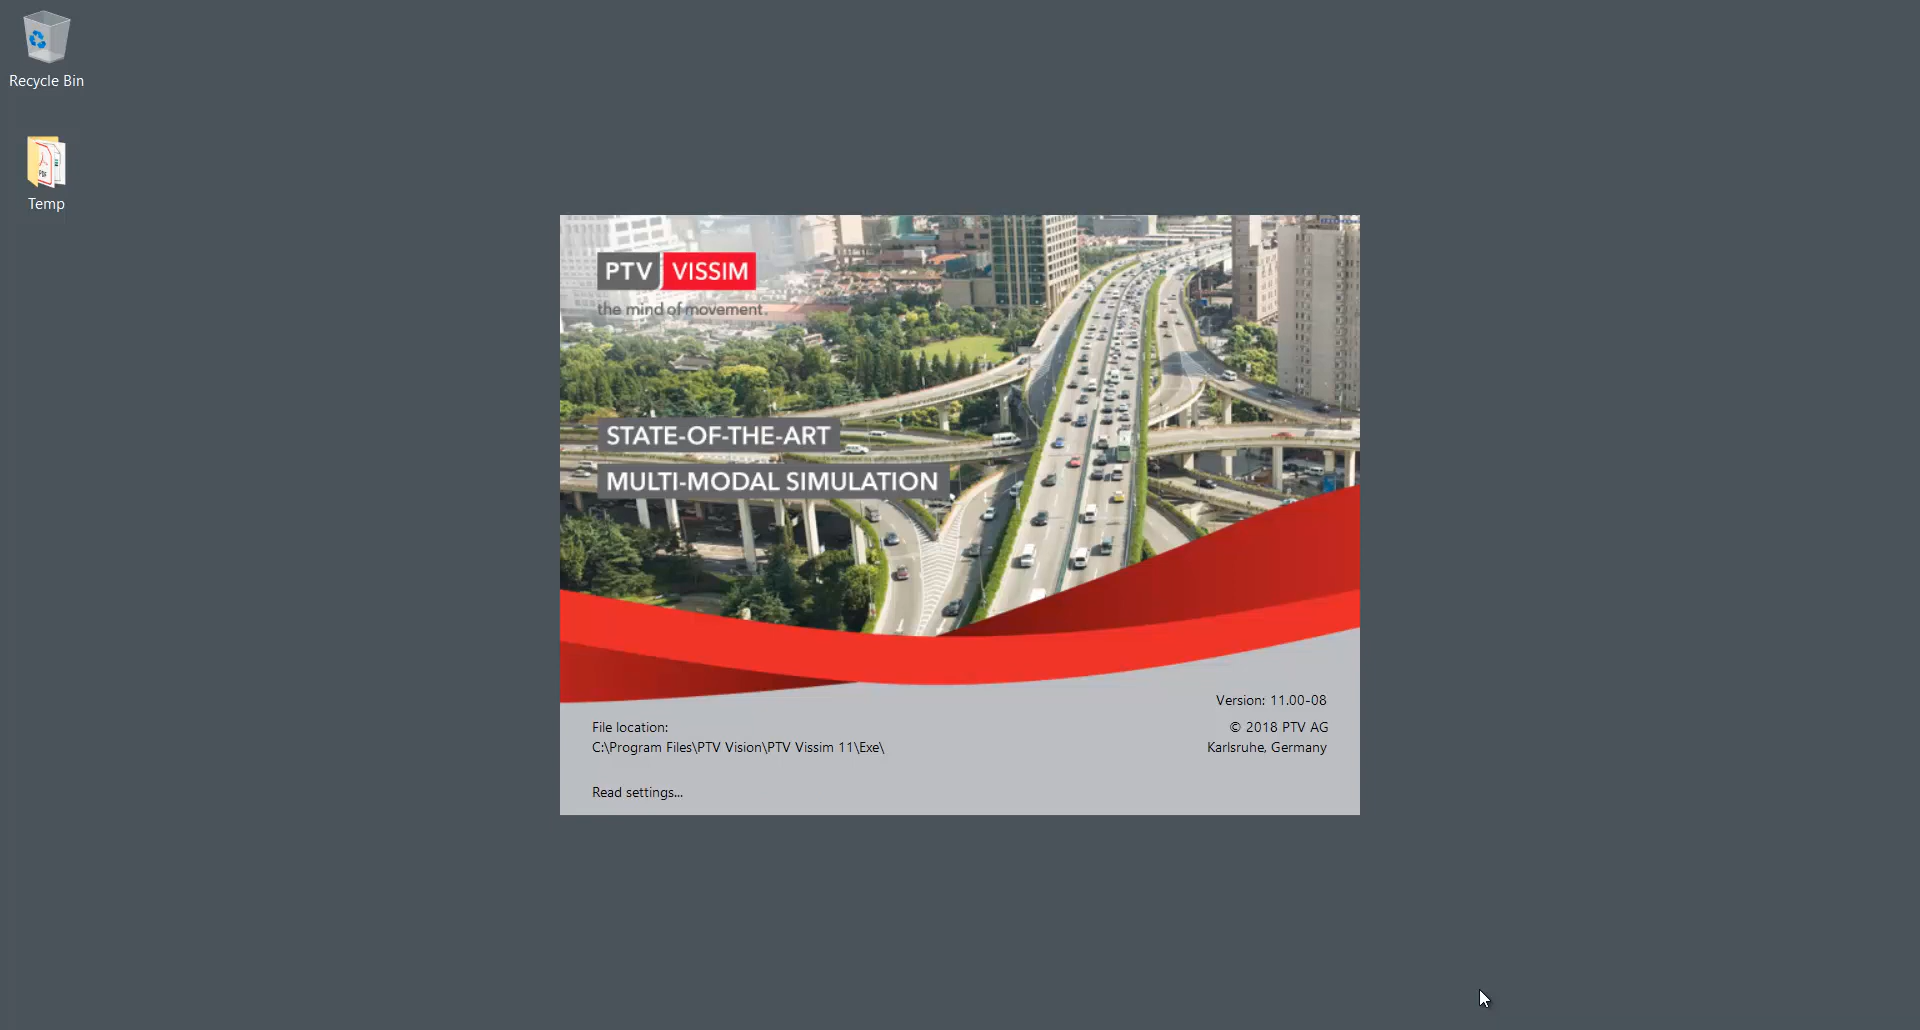 Recycle Bin
PDF
Temp
PTV VISSIM
the mind of movement.
STATE-OF-THE-ART
MULTI-MODAL SIMULATION
Version: 11.00-08
File location:
© 2018 PTV AG
C:\Program Files\PTV Vision\PTV Vissim 11\Exe\
Karlsruhe, Germany
Read settings...